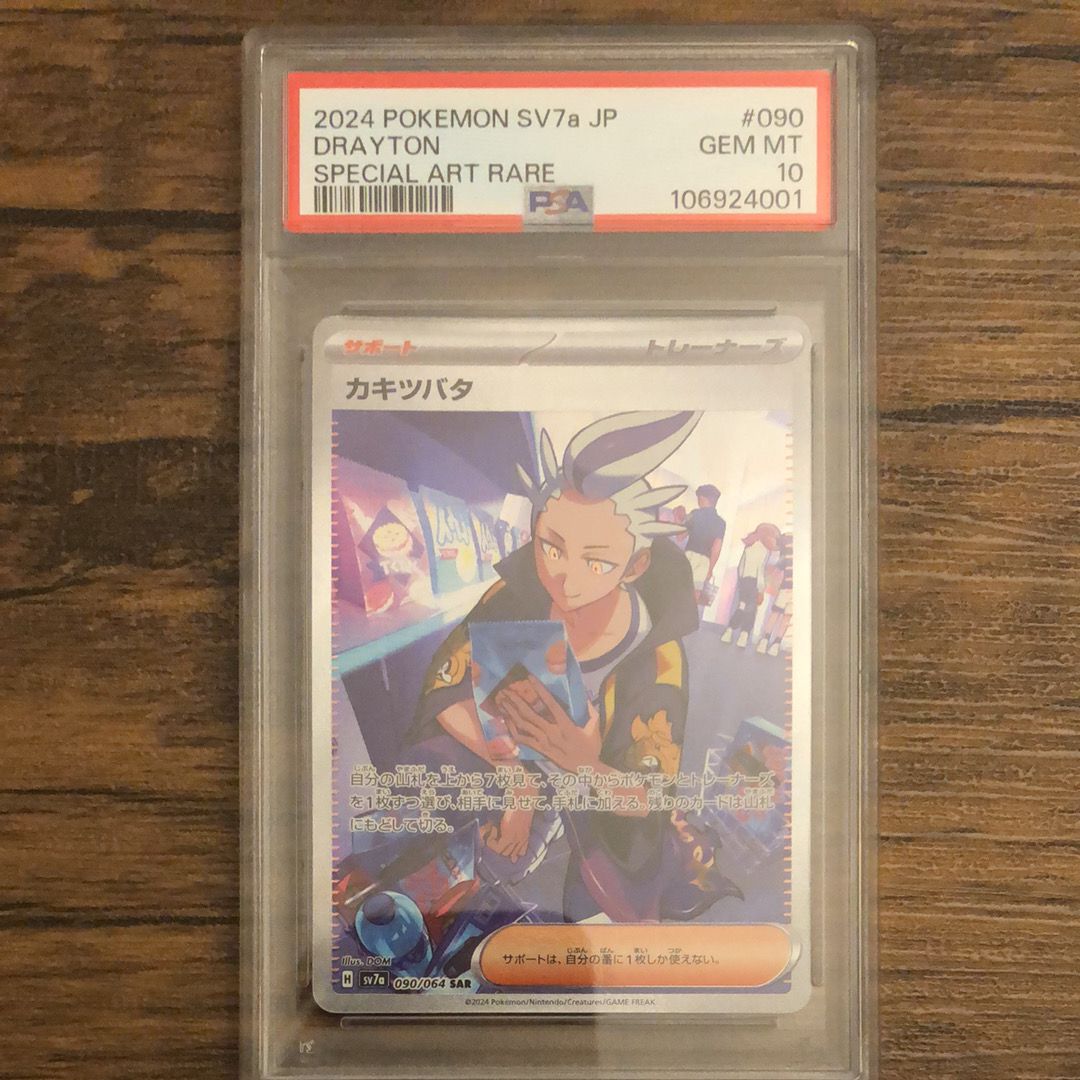 2024 POKEMON SV7a JP #090
DRAYTON GEM MT
SPECIAL ART RARE 10
PSA 106924001
サポート トレーナーズ
カキツバタ
自分の山札を上から7枚見て、その中からポケモンとトレーナーズ
を1枚ずつ選び、相手に見せて、手札に加える。残りのカードは山札
にもどして切る。
Illus. DOM
サポートは、自分の番に1枚しか使えない。
H SV7a 090/064 SAR
©2024 Pokémon/Nintendo/Creatures/GAME FREAK